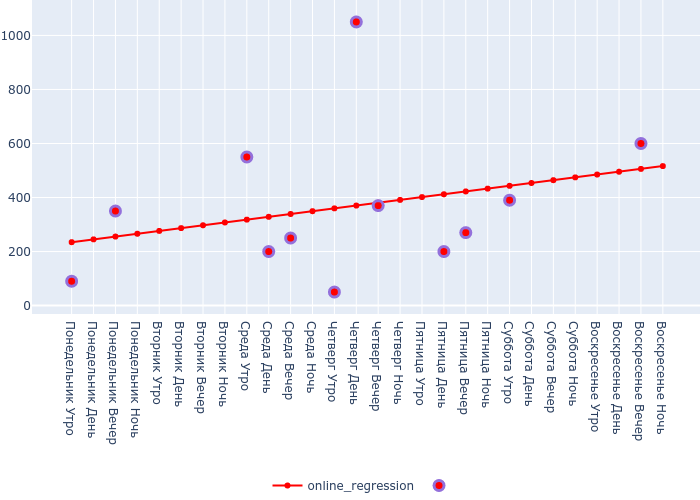 1000
800
600
400
200
0
Понедельник Утро
Понедельник День
Понедельник Вечер
Понедельник Ночь
Вторник Утро
Вторник День
Вторник Вечер
Вторник Ночь
Среда Утро
Среда День
Среда Вечер
Среда Ночь
Четверг Утро
Четверг День
Четверг Вечер
Четверг Ночь
Пятница Утро
Пятница День
Пятница Вечер
Пятница Ночь
Суббота Утро
Суббота День
Суббота Вечер
Суббота Ночь
Воскресенье Утро
Воскресенье День
Воскресенье Вечер
Воскресенье Ночь
online_regression